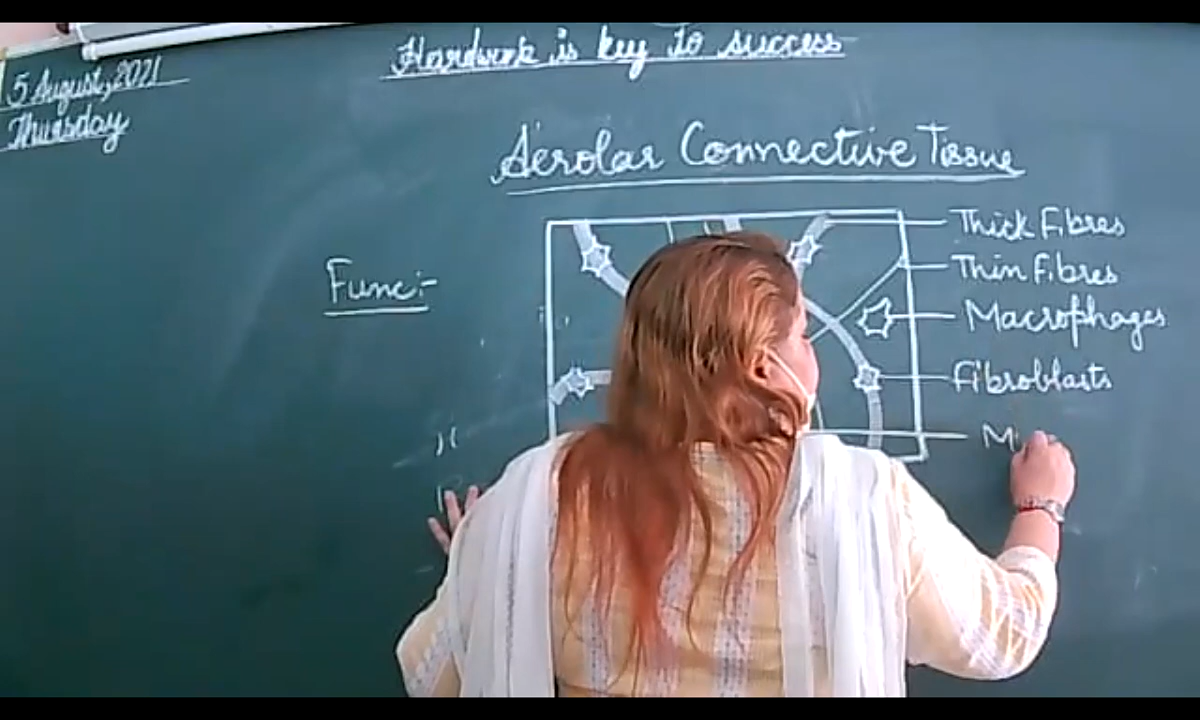 Hardwork is key to success
5 August, 2021
Thursday
Aerolar Connective Tissue
Thick Fibres
Thin Fibres
Func:-
Macrophages
Fibroblasts
M